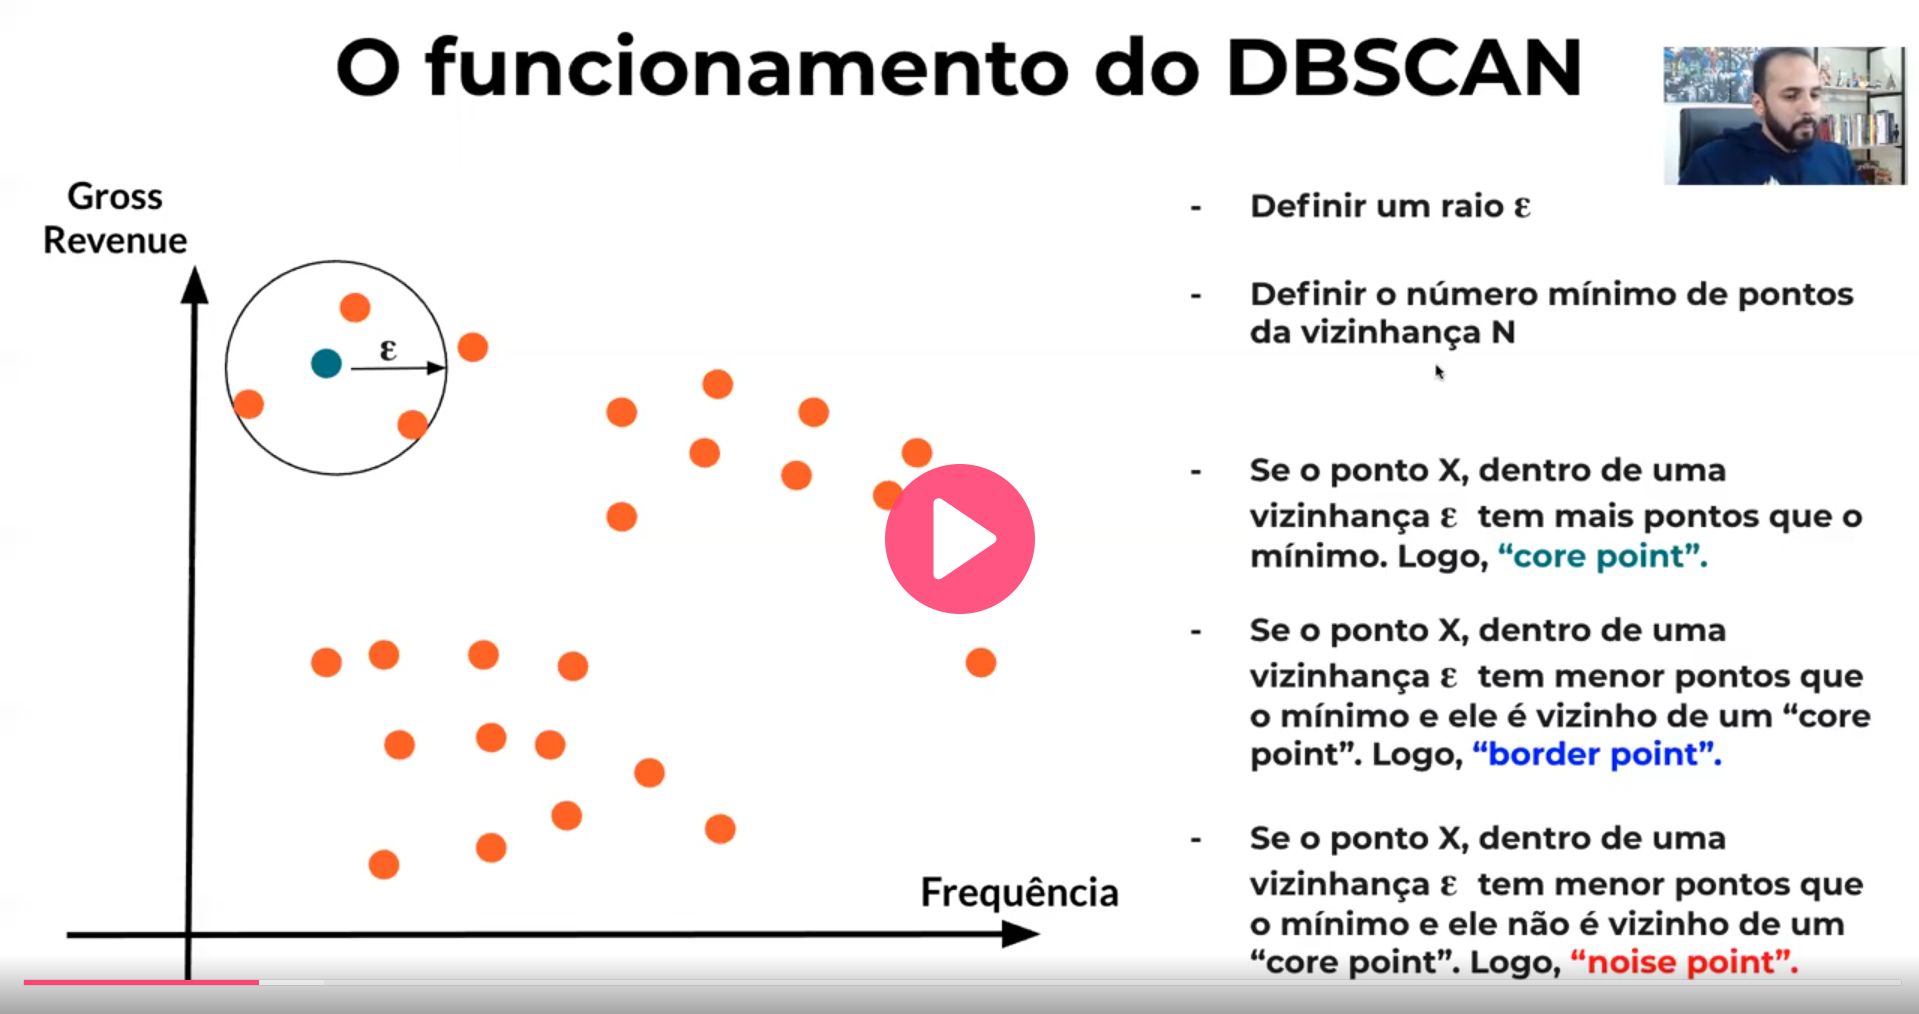 O funcionamento do DBSCAN
Gross
Revenue
ε
Frequência
- Definir um raio ε
- Definir o número mínimo de pontos
da vizinhança N
- Se o ponto X, dentro de uma
vizinhança ε tem mais pontos que o
mínimo. Logo, “core point”.
- Se o ponto X, dentro de uma
vizinhança ε tem menor pontos que
o mínimo e ele é vizinho de um “core
point”. Logo, “border point”.
- Se o ponto X, dentro de uma
vizinhança ε tem menor pontos que
o mínimo e ele não é vizinho de um
“core point”. Logo, “noise point”.